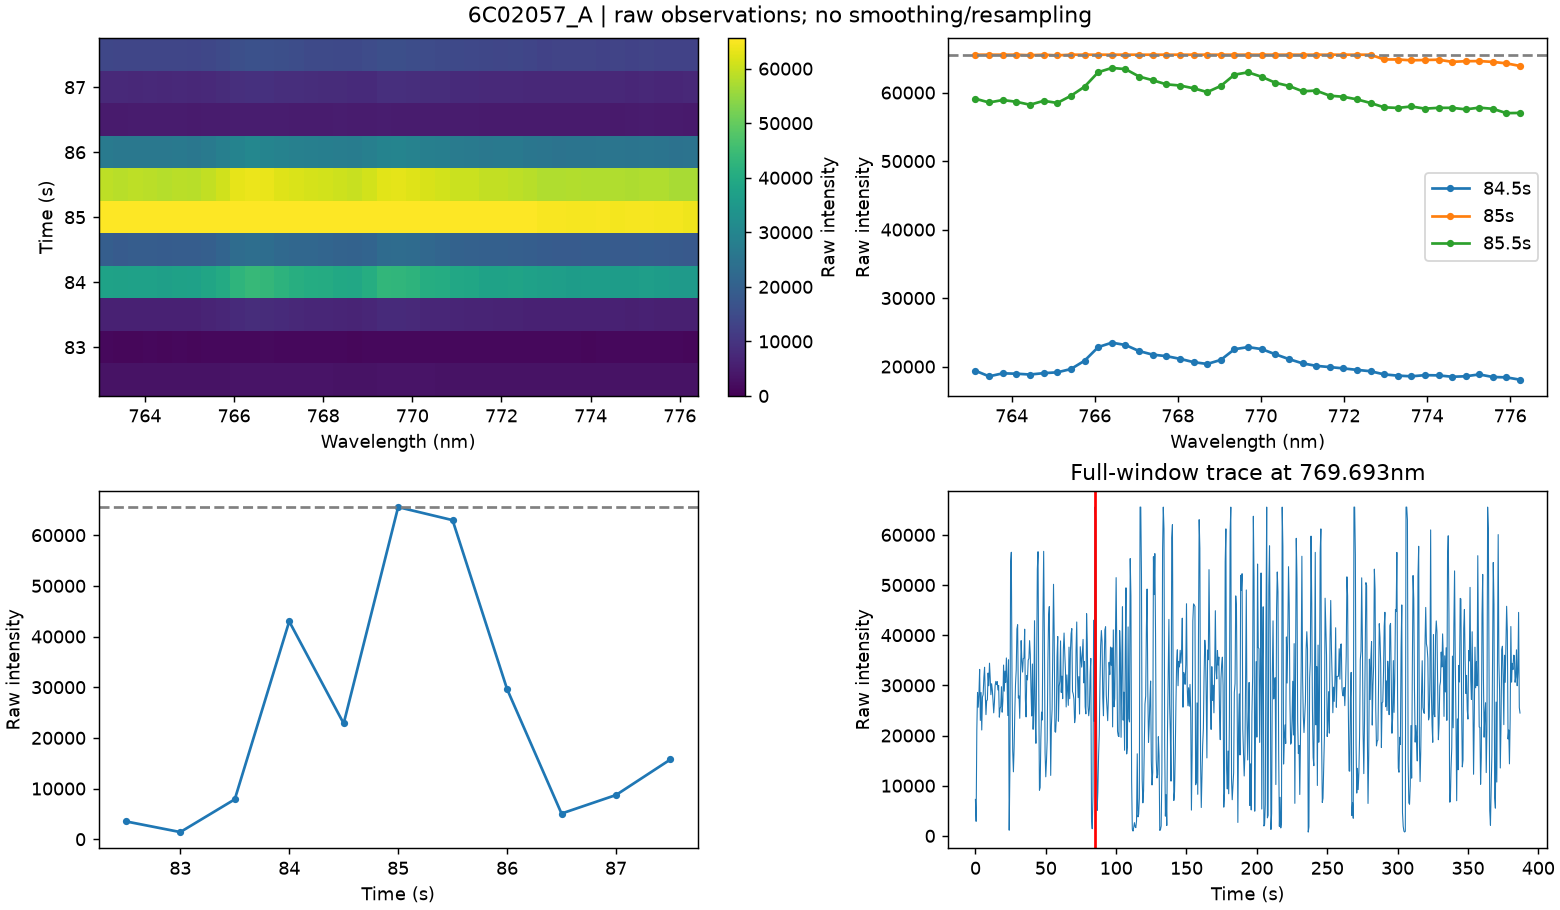 6C02057_A | raw observations; no smoothing/resampling
87
86
85
84
83
Time (s)
764 766 768 770 772 774 776
Wavelength (nm)
60000
50000
40000
30000
20000
10000
0
Raw intensity
60000
50000
40000
30000
20000
Raw intensity
84.5s
85s
85.5s
764 766 768 770 772 774 776
Wavelength (nm)
60000
50000
40000
30000
20000
10000
0
Raw intensity
83 84 85 86 87
Time (s)
Full-window trace at 769.693nm
60000
50000
40000
30000
20000
10000
0
Raw intensity
0 50 100 150 200 250 300 350 400
Time (s)